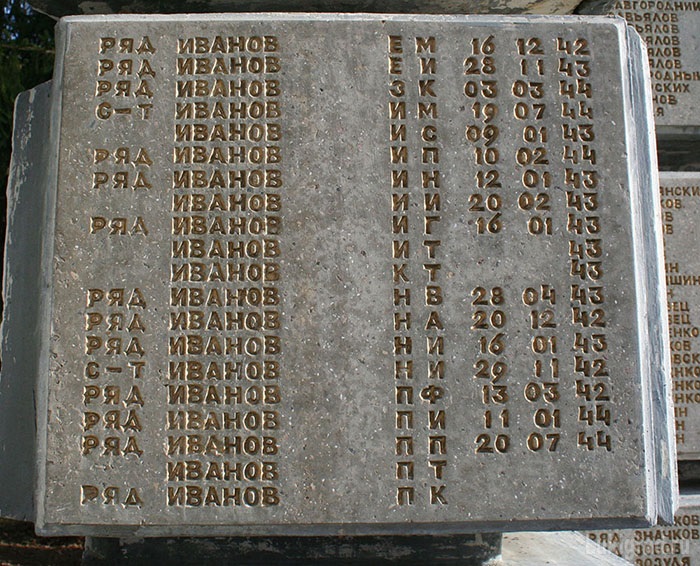 РЯД ИВАНОВ Е М 16 12 42
РЯД ИВАНОВ Е И 28 11 43
РЯД ИВАНОВ З К 03 03 44
С-Т ИВАНОВ И М 19 07 44
ИВАНОВ И С 09 01 43
РЯД ИВАНОВ И П 10 02 44
РЯД ИВАНОВ И Н 12 01 43
ИВАНОВ И И 20 02 43
РЯД ИВАНОВ И Г 16 01 43
ИВАНОВ И Т 43
ИВАНОВ К Т 43
РЯД ИВАНОВ Н В 28 04 43
РЯД ИВАНОВ Н А 20 12 42
РЯД ИВАНОВ Н И 16 01 43
С-Т ИВАНОВ Н И 29 11 42
РЯД ИВАНОВ П Ф 13 03 42
РЯД ИВАНОВ П И 11 01 44
РЯД ИВАНОВ П П 20 07 44
ИВАНОВ П Т
РЯД ИВАНОВ П К
РЯД ЗНАЧКОВ